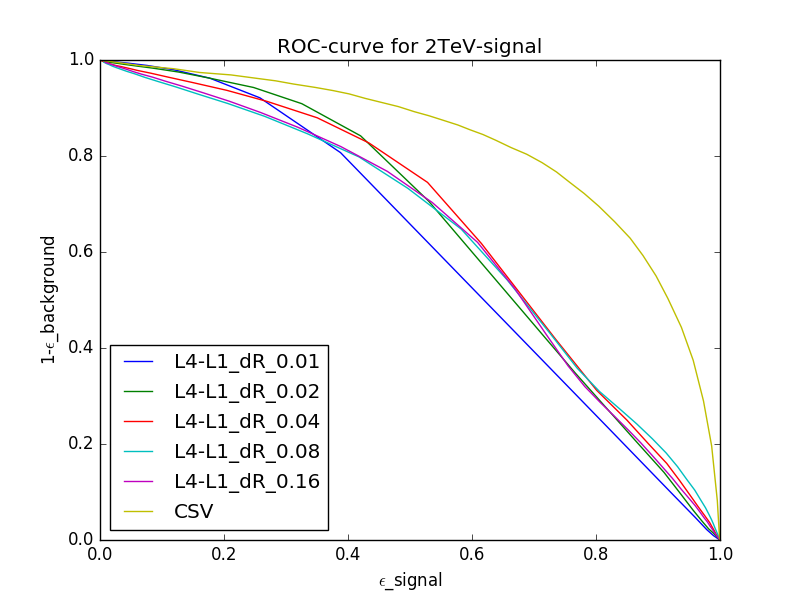 ROC-curve for 2TeV-signal
1.0
0.8
0.6
0.4
0.2
0.0
1-ϵ_background
L4-L1_dR_0.01
L4-L1_dR_0.02
L4-L1_dR_0.04
L4-L1_dR_0.08
L4-L1_dR_0.16
CSV
0.0 0.2 0.4 0.6 0.8 1.0
ϵ_signal